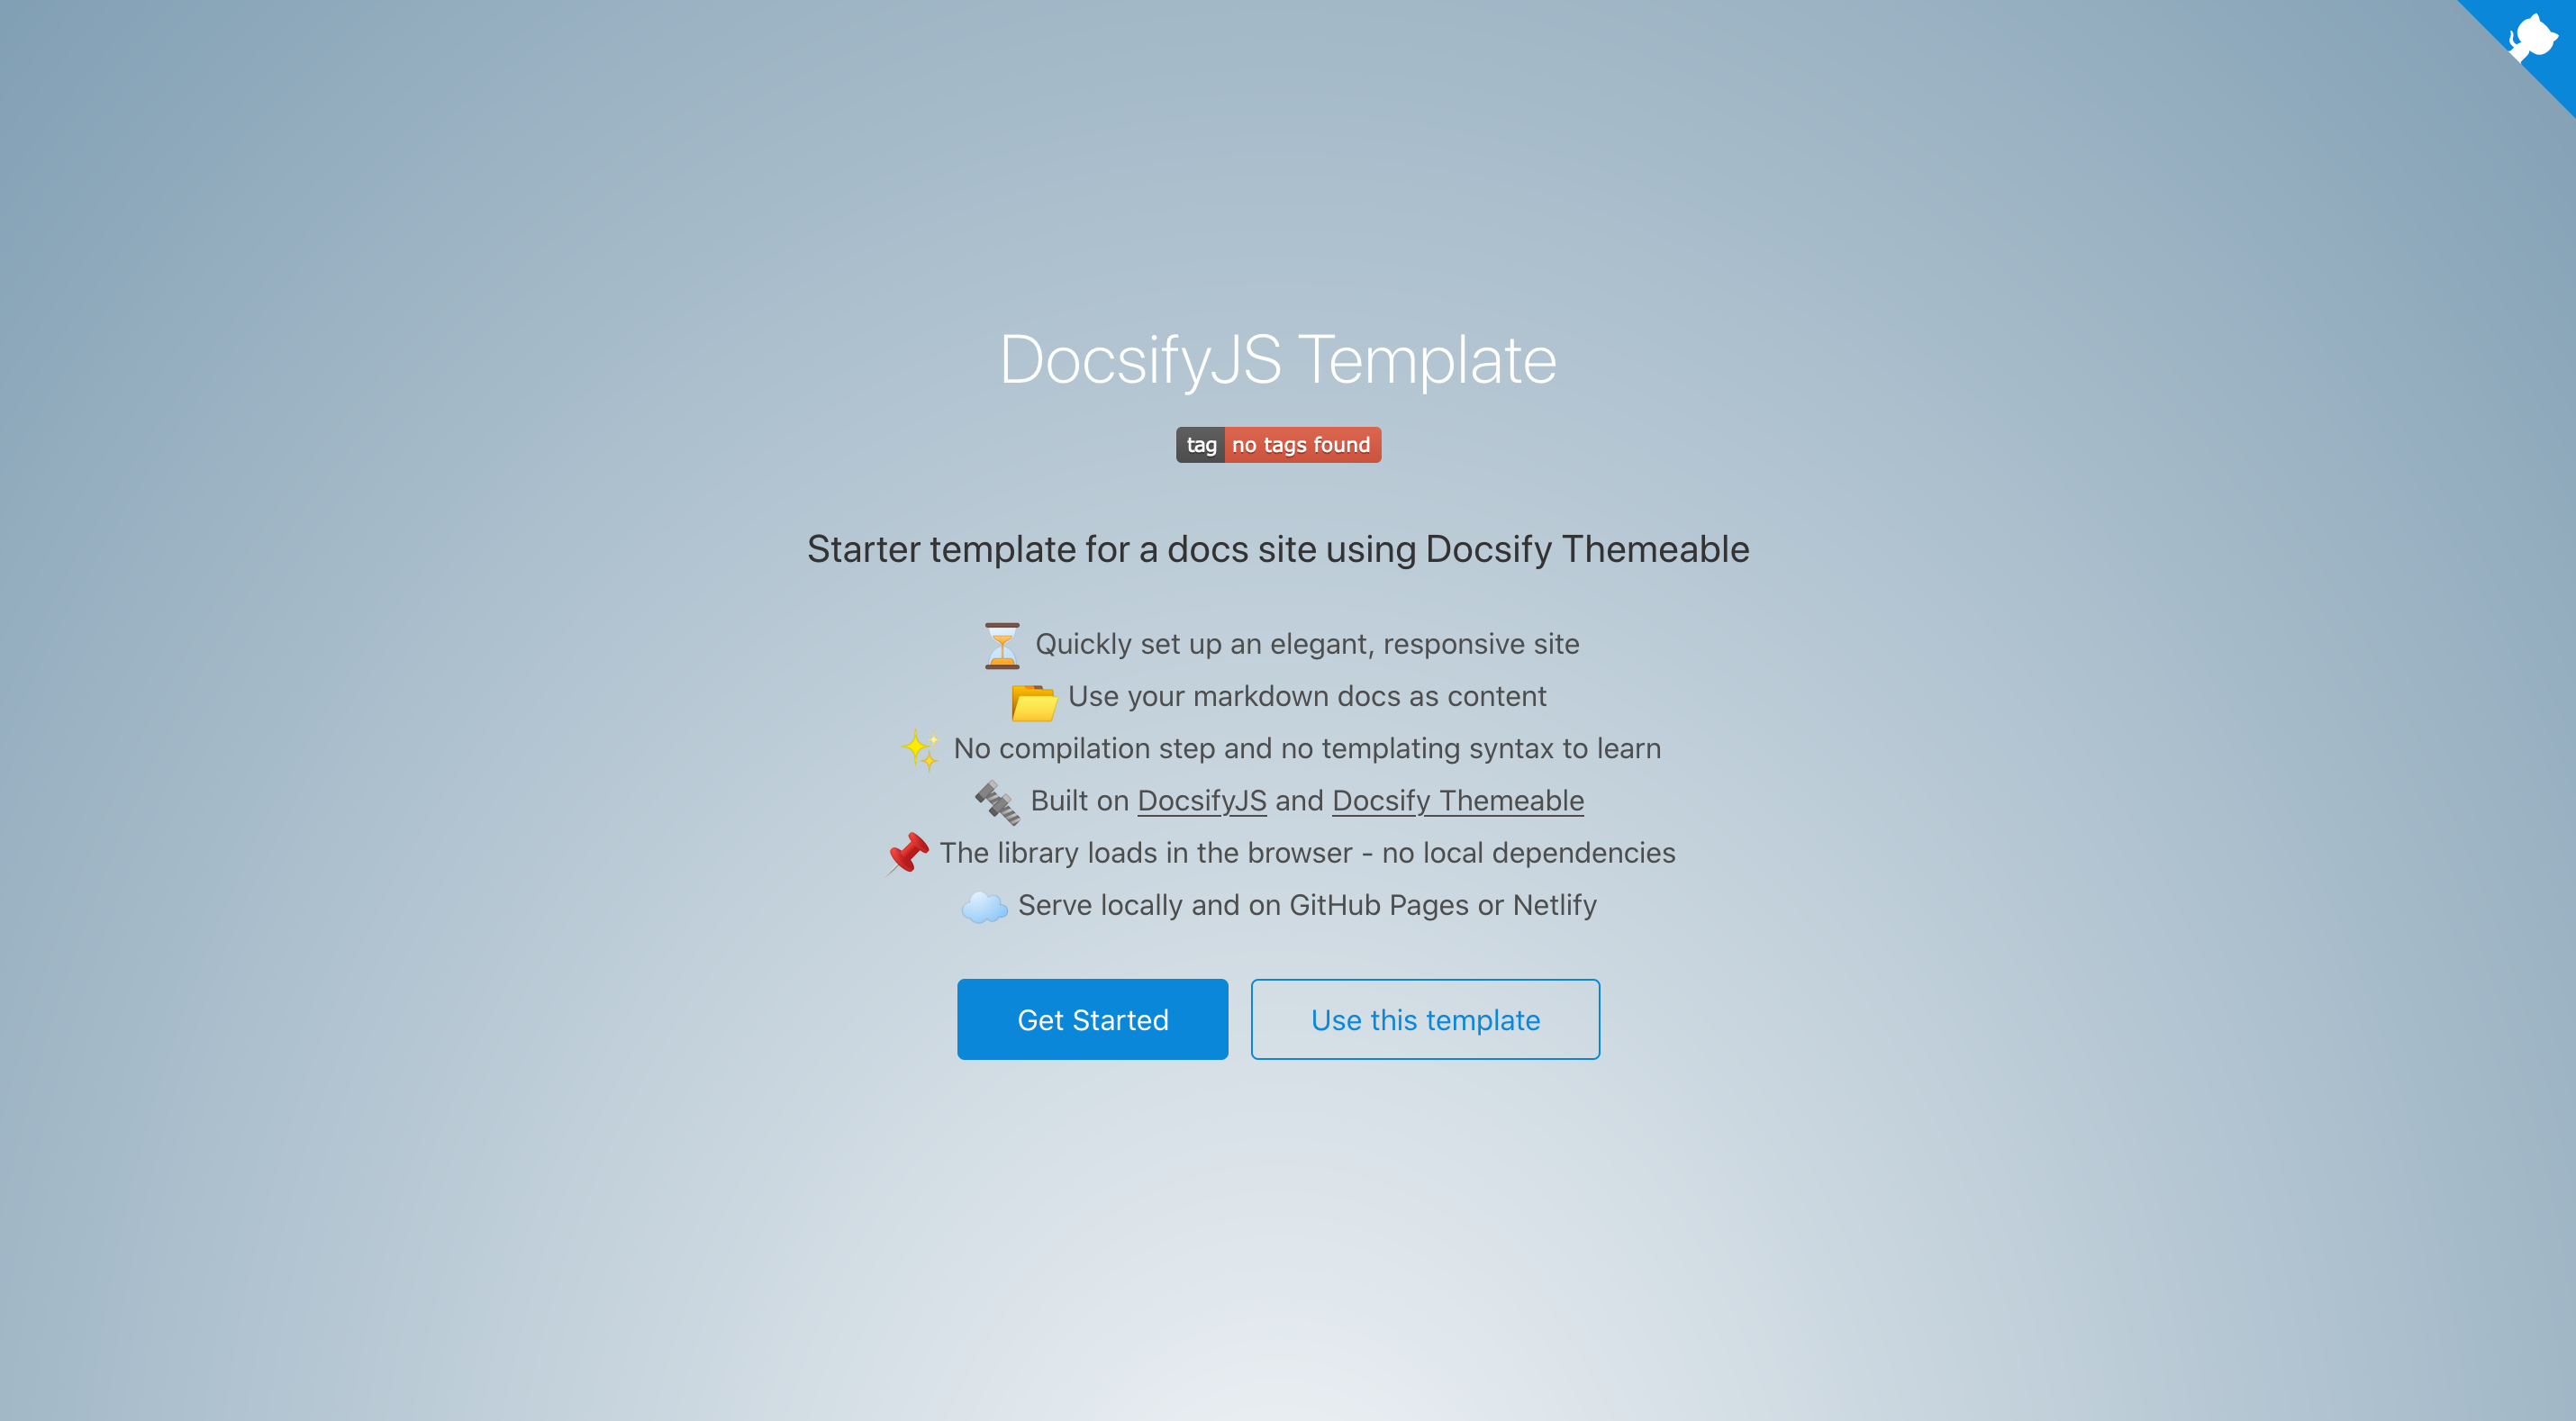 DocsifyJS Template
tag no tags found
Starter template for a docs site using Docsify Themeable
Quickly set up an elegant, responsive site
Use your markdown docs as content
No compilation step and no templating syntax to learn
Built on DocsifyJS and Docsify Themeable
The library loads in the browser - no local dependencies
Serve locally and on GitHub Pages or Netlify
Get Started
Use this template